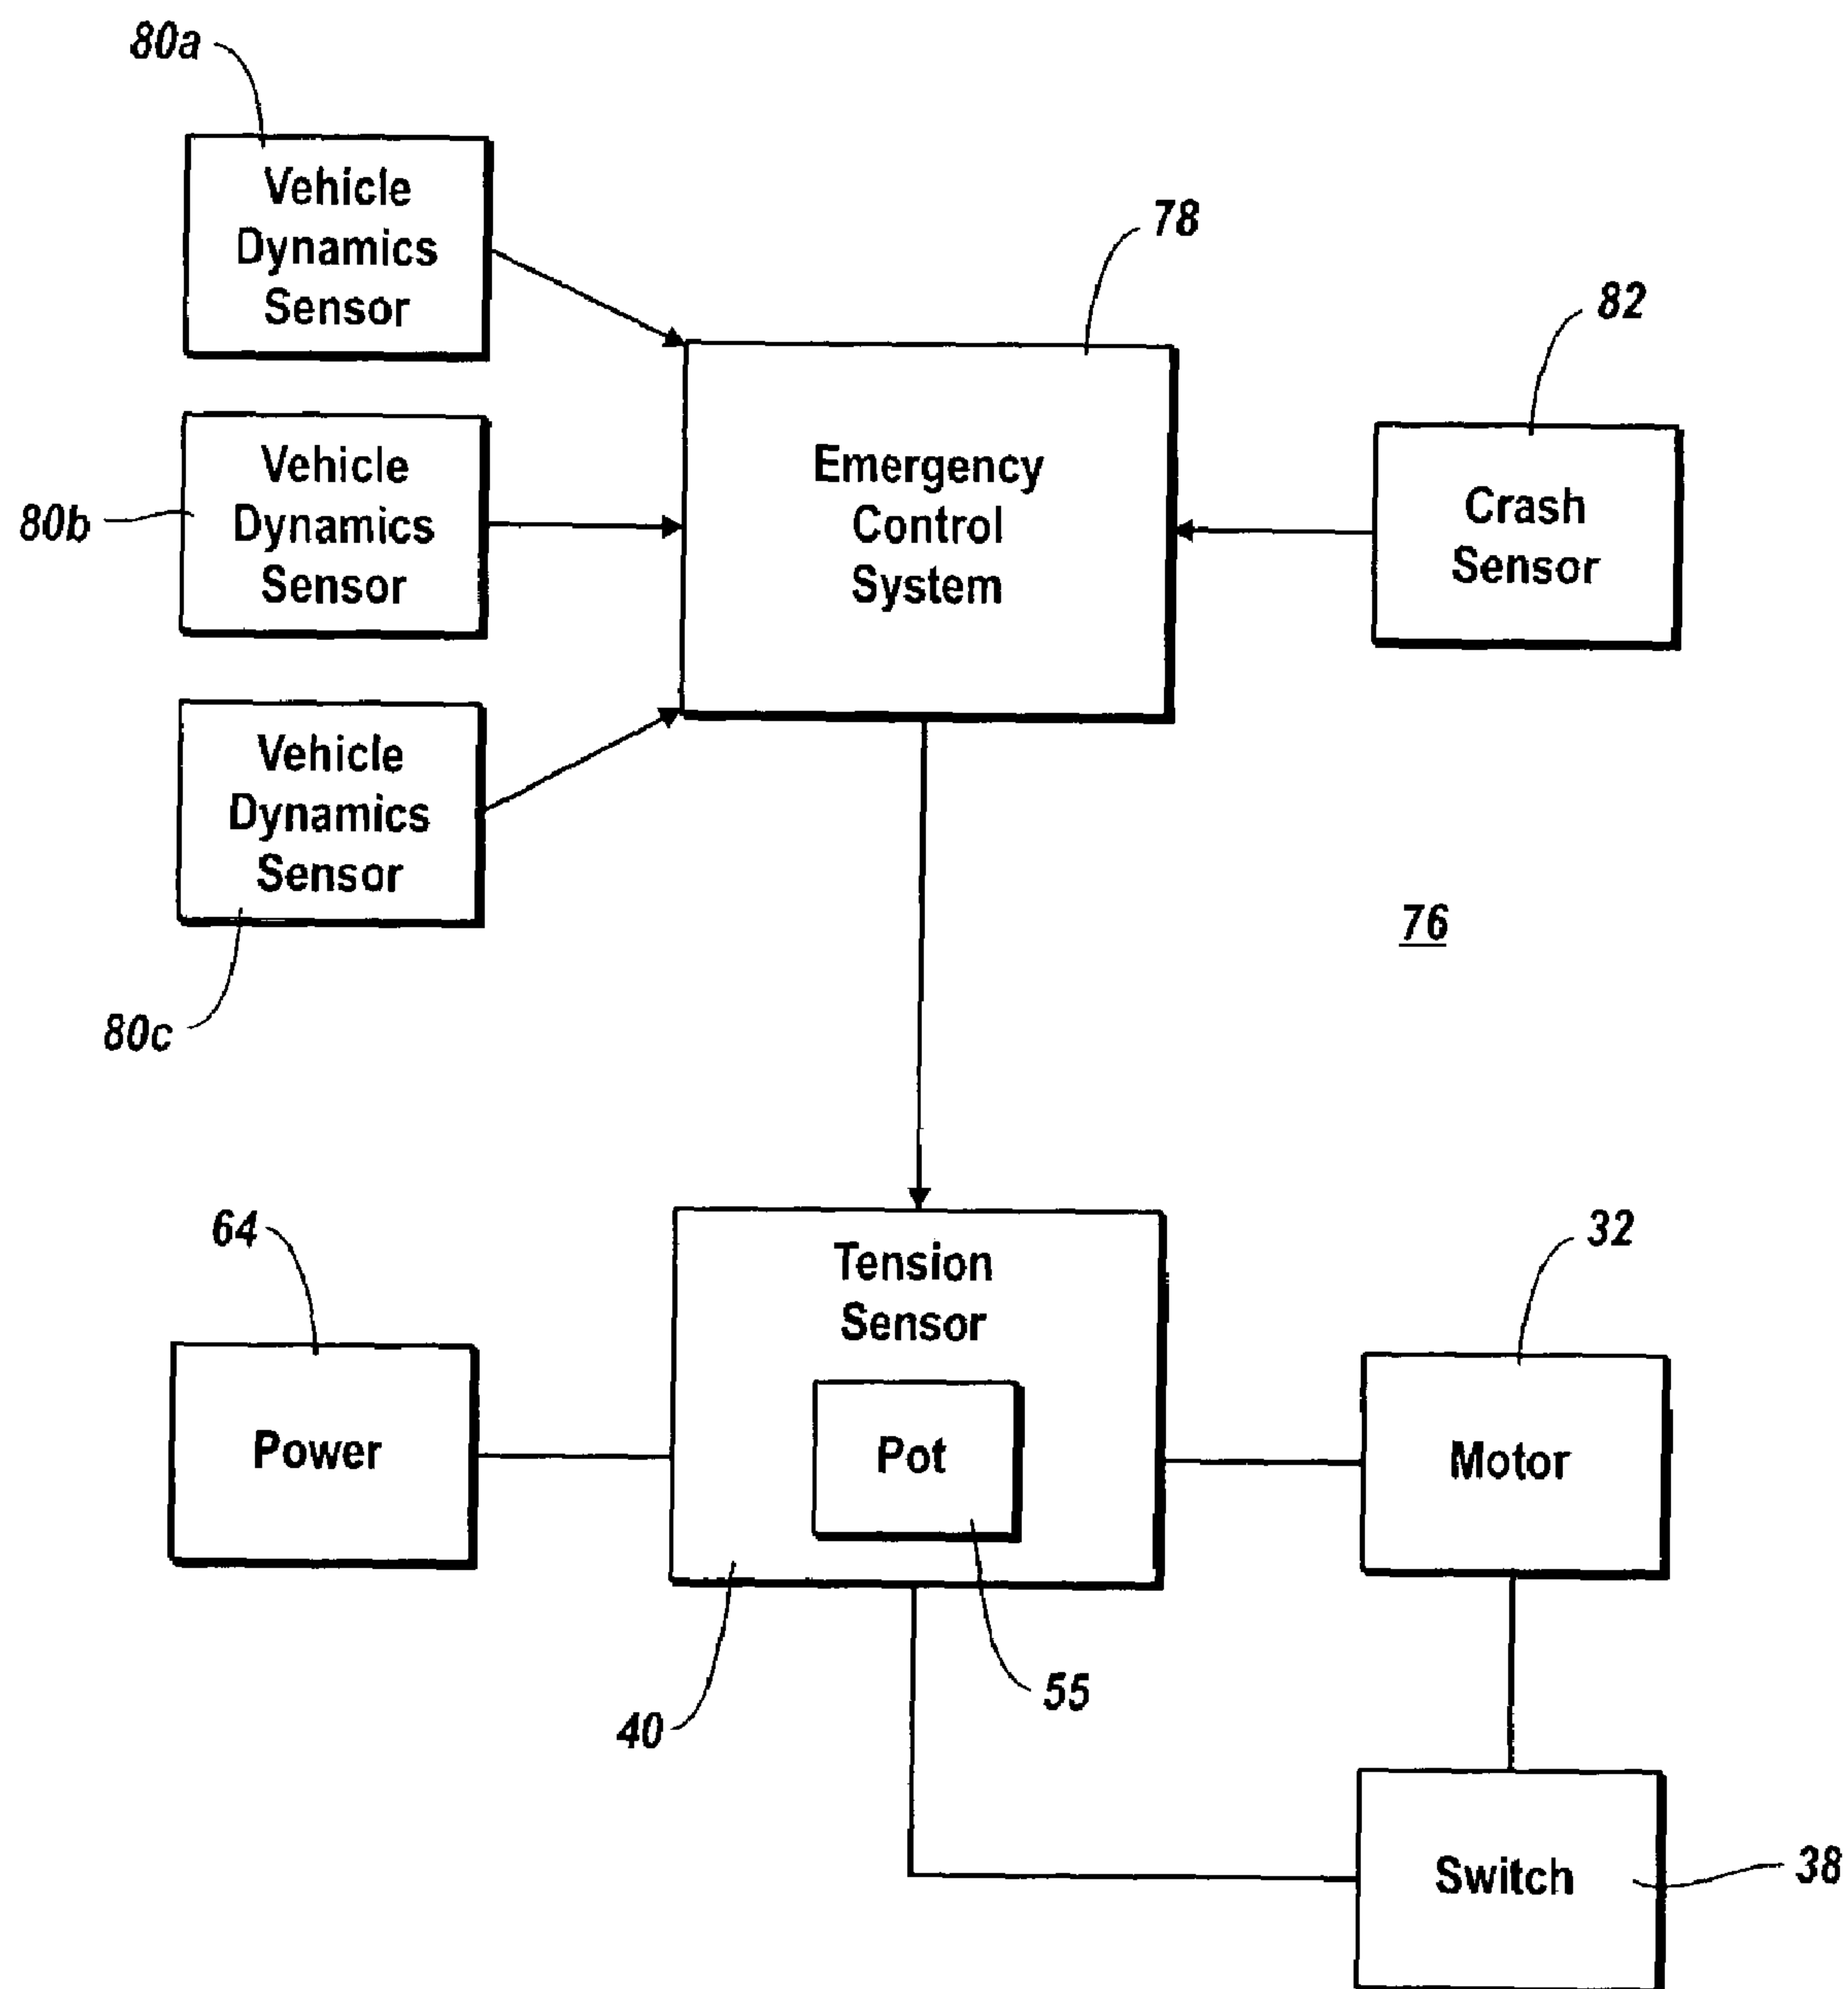 80a
Vehicle
Dynamics
Sensor
78
82
80b
Vehicle
Dynamics
Sensor
Emergency
Control
System
Crash
Sensor
Vehicle
Dynamics
Sensor
80c
76
64
Tension
Sensor
32
Power
Pot
Motor
55
40
Switch
38